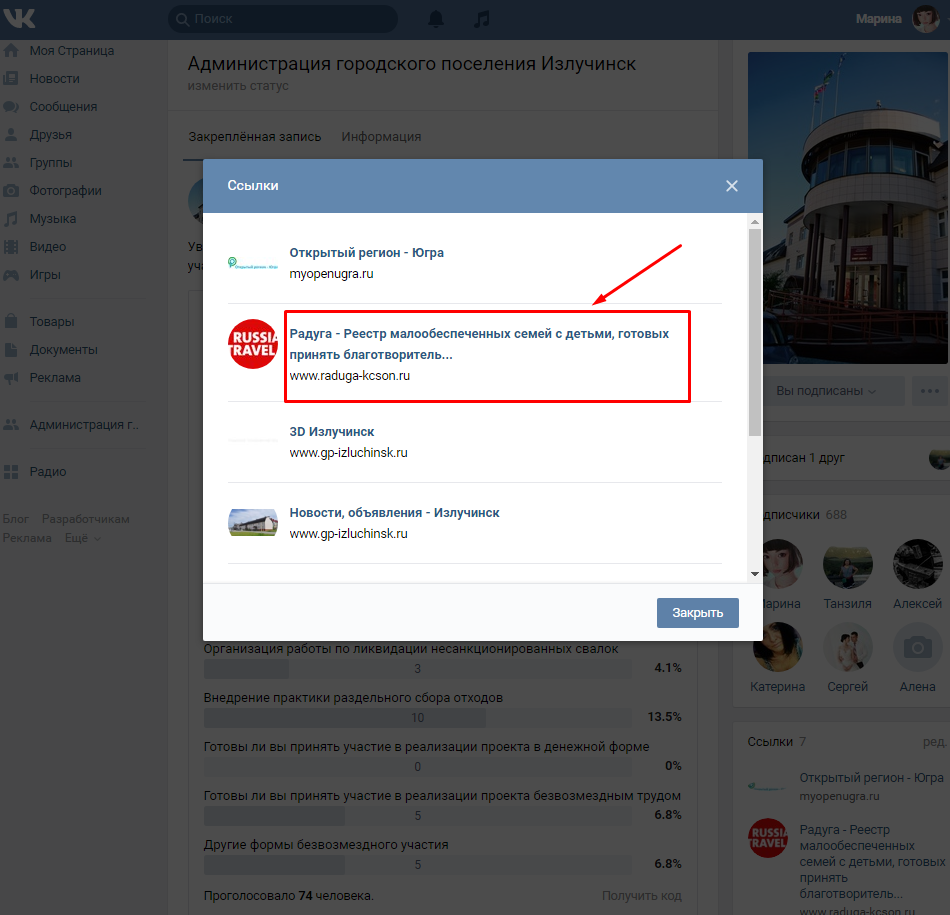 Поиск
Марина
Моя Страница
Новости
Сообщения
Друзья
Группы
Фотографии
Музыка
Видео
Игры
Товары
Документы
Реклама
Администрация г...
Радио
Блог Разработчикам
Реклама Ещё
Администрация городского поселения Излучинск
изменить статус
Закреплённая запись Информация
Ув
уча
Ссылки
Открытый регион - Югра
myopenugra.ru
RUSSIA
TRAVEL
Радуга - Реестр малообеспеченных семей с детьми, готовых
принять благотворитель...
www.raduga-kcson.ru
3D Излучинск
www.gp-izluchinsk.ru
Новости, объявления - Излучинск
www.gp-izluchinsk.ru
Закрыть
Организация работы по ликвидации несанкционированных свалок
3 4.1%
Внедрение практики раздельного сбора отходов
10 13.5%
Готовы ли вы принять участие в реализации проекта в денежной форме
0 0%
Готовы ли вы принять участие в реализации проекта безвозмездным трудом
5 6.8%
Другие формы безвозмездного участия
5 6.8%
Проголосовало 74 человека. Получить код
Вы подписаны
дписан 1 друг
дписчики 688
арина Танзиля Алексей
Катерина Сергей Алена
Ссылки 7 ред.
Открытый регион - Югра
myopenugra.ru
RUSSIA
TRAVEL
Радуга - Реестр
малообеспеченных
семей с детьми, готовых
принять
благотворитель...
www.raduga-kcson.ru